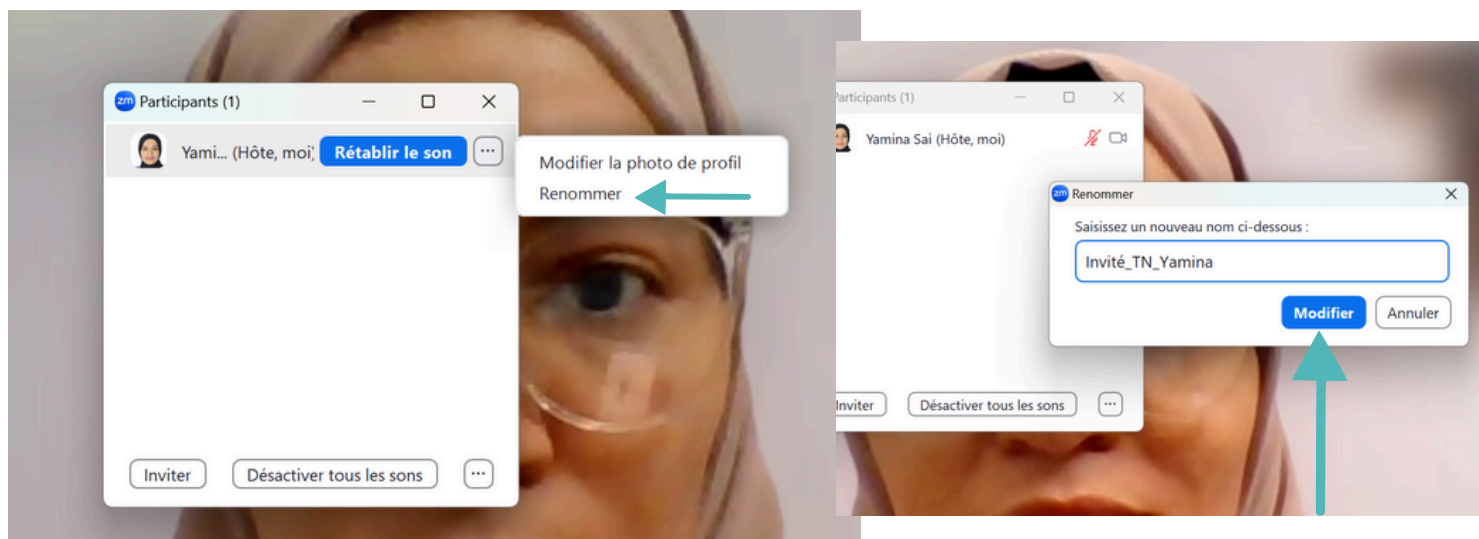 zm Participants (1)
Yami... (Hôte, moi) Rétablir le son ...
Modifier la photo de profil
Renommer
Inviter Désactiver tous les sons ...
Participants (1)
Yamina Sai (Hôte, moi)
zm Renommer
Saisissez un nouveau nom ci-dessous :
Invité_TN_Yamina
Modifier Annuler
Inviter Désactiver tous les sons ...